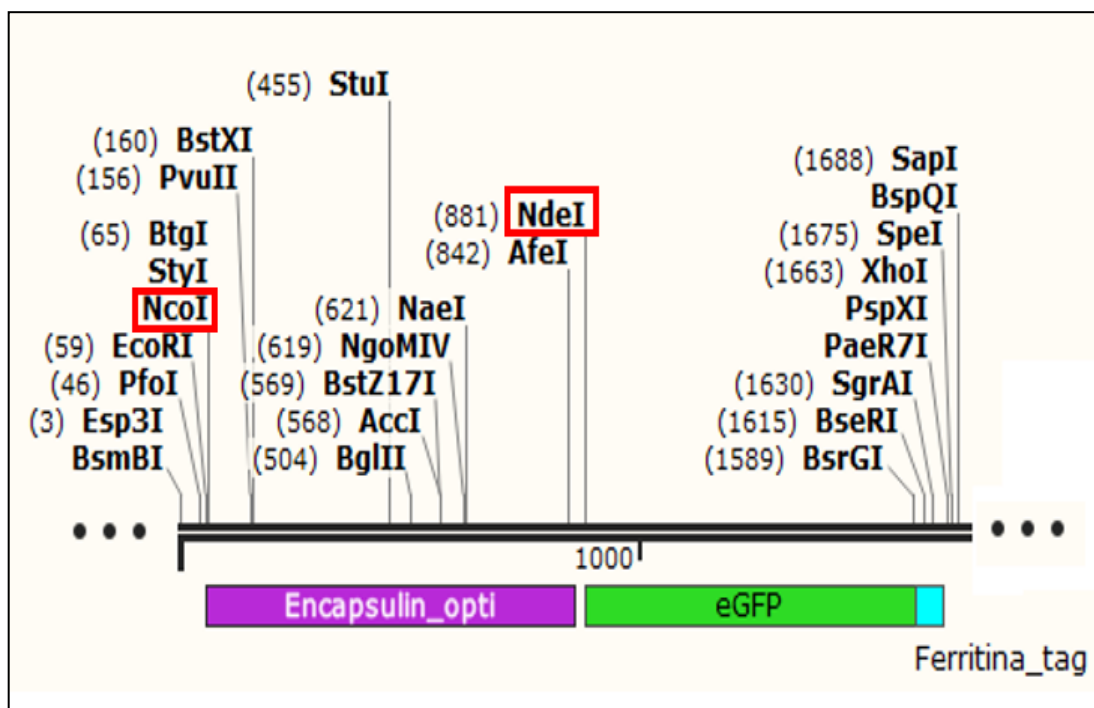 (455) StuI
(160) BstXI
(156) PvuII
(65) BtgI
StyI
NcoI
(59) EcoRI
(46) PfoI
(3) Esp3I
BsmBI
(881) NdeI
(842) AfeI
(621) NaeI
(619) NgoMIV
(569) BstZ17I
(568) AccI
(504) BglII
(1688) SapI
BspQI
(1675) SpeI
(1663) XhoI
PspXI
PaeR7I
(1630) SgrAI
(1615) BseRI
(1589) BsrGI
1000
Encapsulin_opti
eGFP
Ferritina_tag